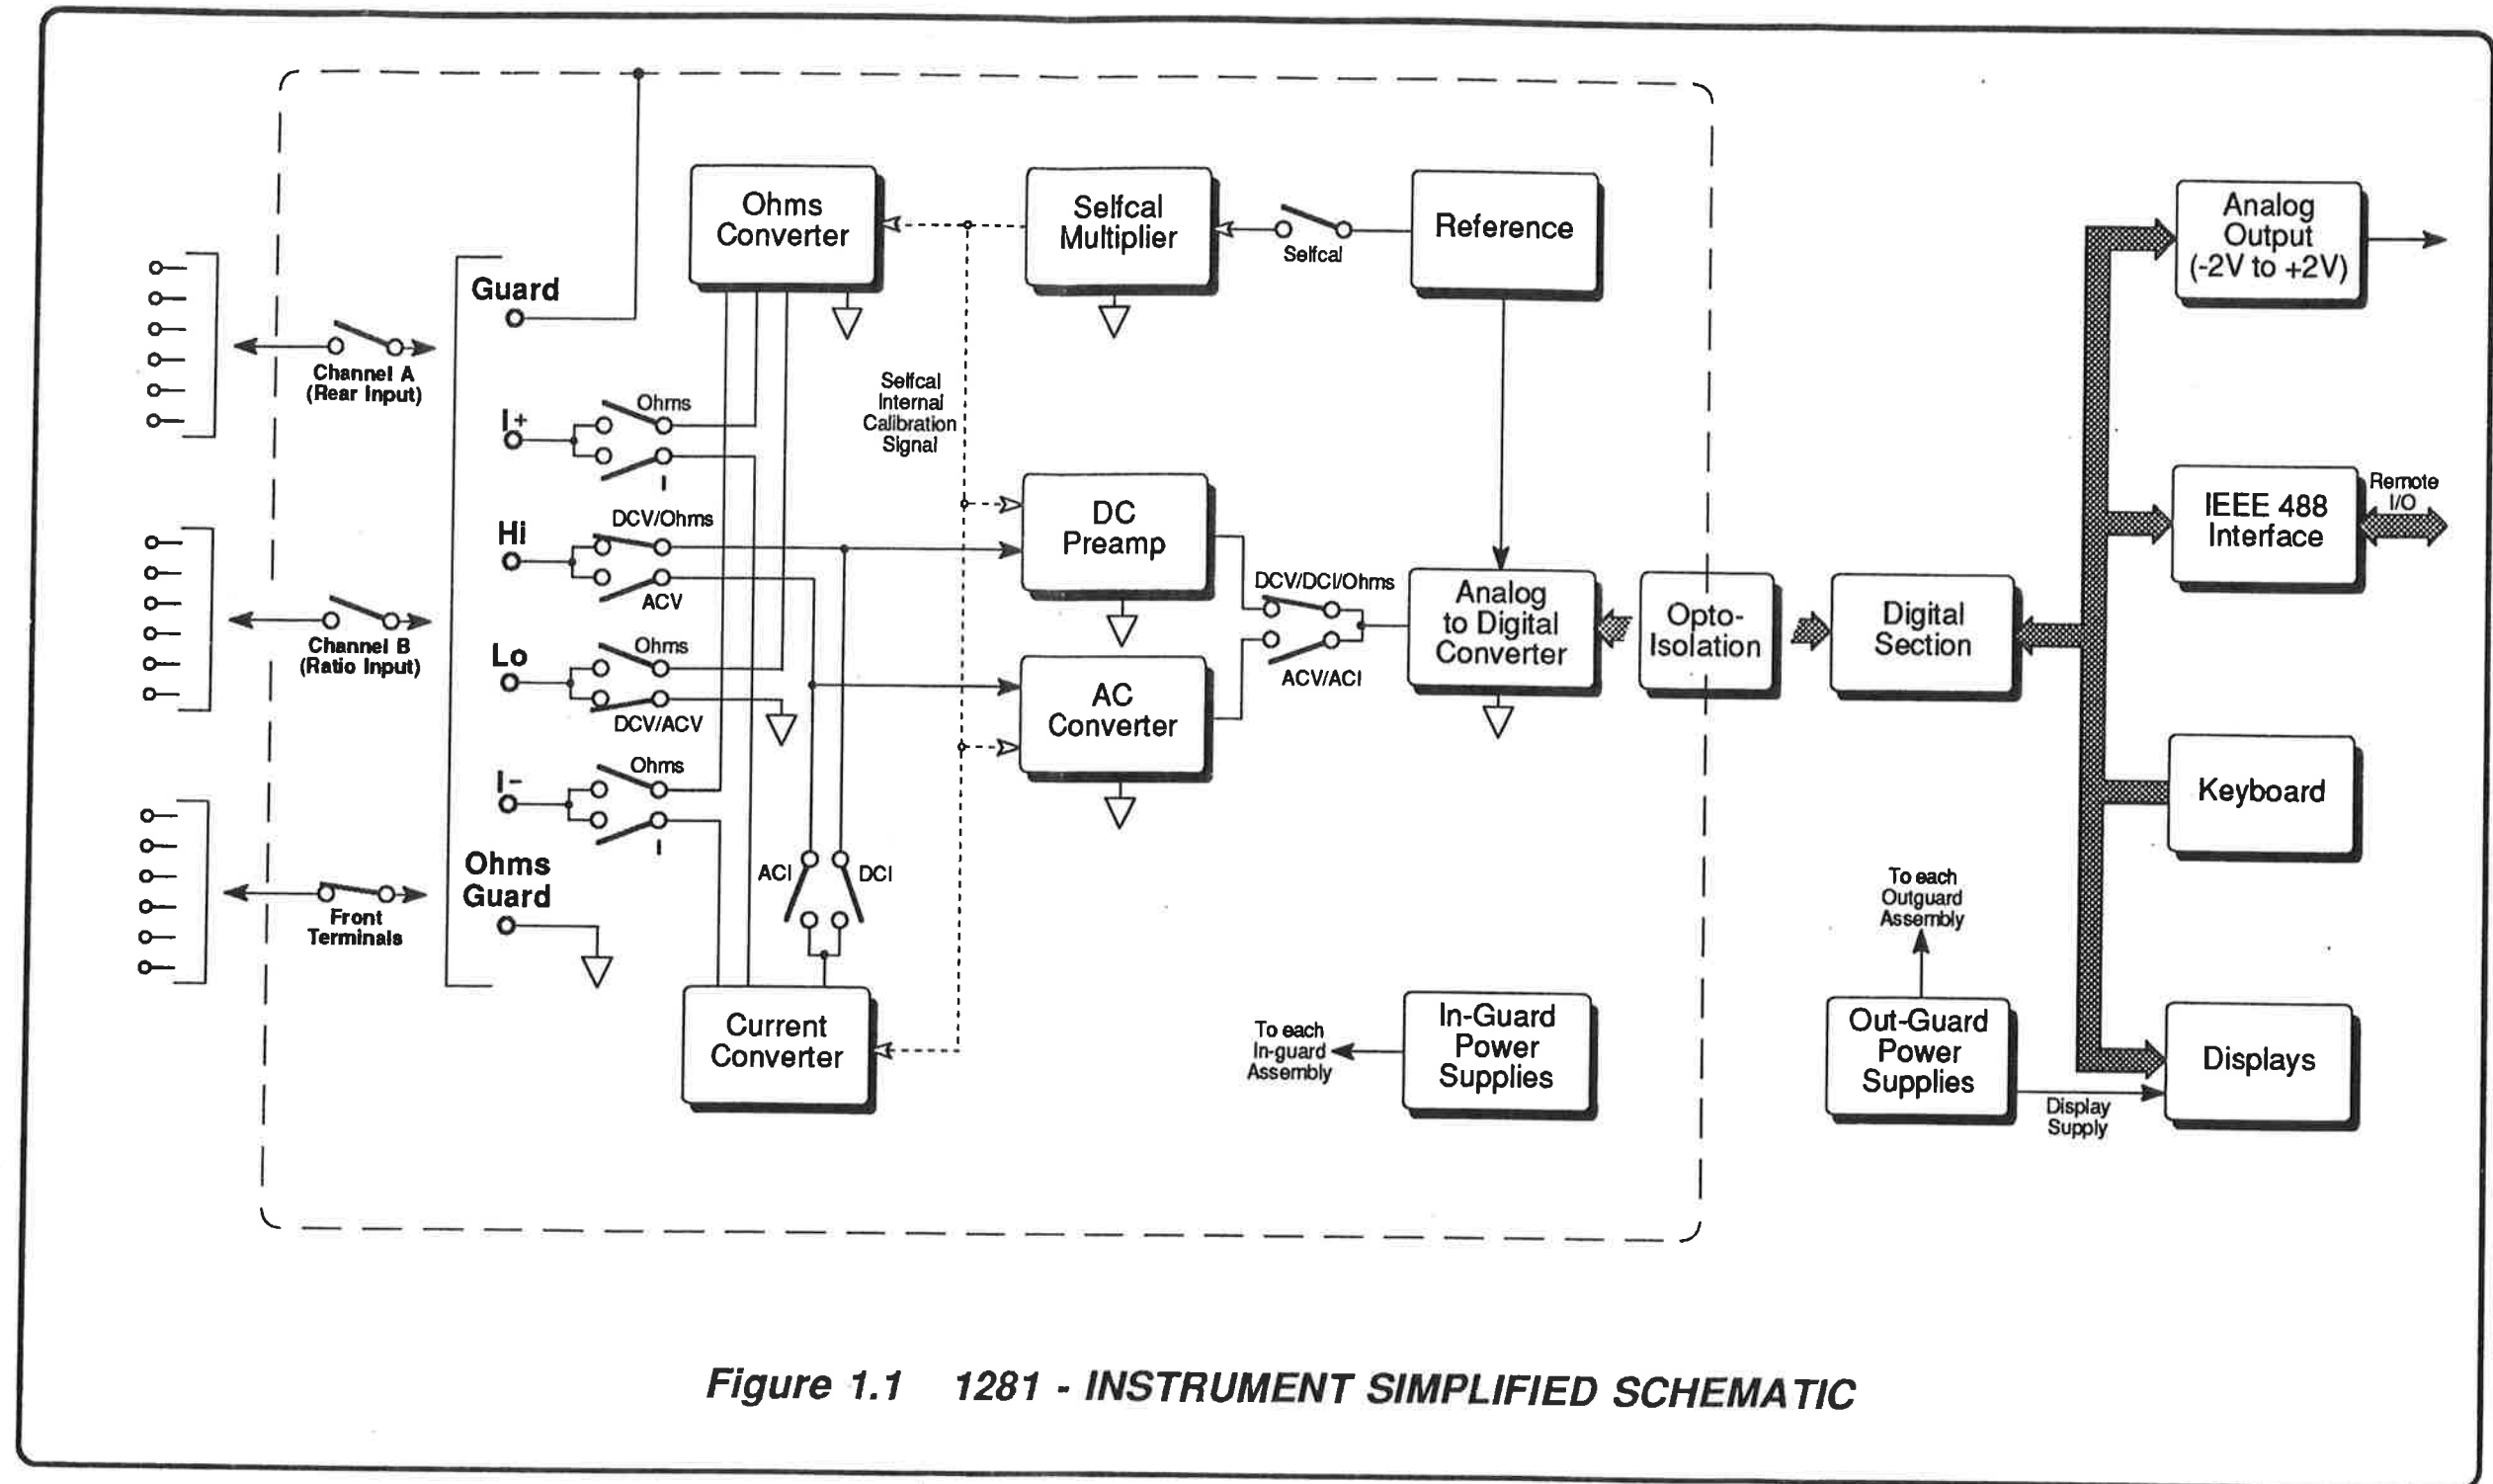 Ohms
Converter
Selfcal
Multiplier
Selfcal
Reference
Analog
Output
(-2V to +2V)
Guard
Channel A
(Rear Input)
Selfcal
Internal
Calibration
Signal
I+
Ohms
I
Hi
DCV/Ohms
ACV
DC
Preamp
IEEE 488
Interface
Remote
I/O
DCV/DCI/Ohms
ACV/ACI
Analog
to Digital
Converter
Opto-
Isolation
Digital
Section
Channel B
(Ratio Input)
Lo
Ohms
DCV/ACV
AC
Converter
I-
Ohms
I
Keyboard
Ohms
Guard
ACI
DCI
Front
Terminals
To each
Outguard
Assembly
Current
Converter
To each
In-guard
Assembly
In-Guard
Power
Supplies
Out-Guard
Power
Supplies
Display
Supply
Displays
Figure 1.1 1281 - INSTRUMENT SIMPLIFIED SCHEMATIC